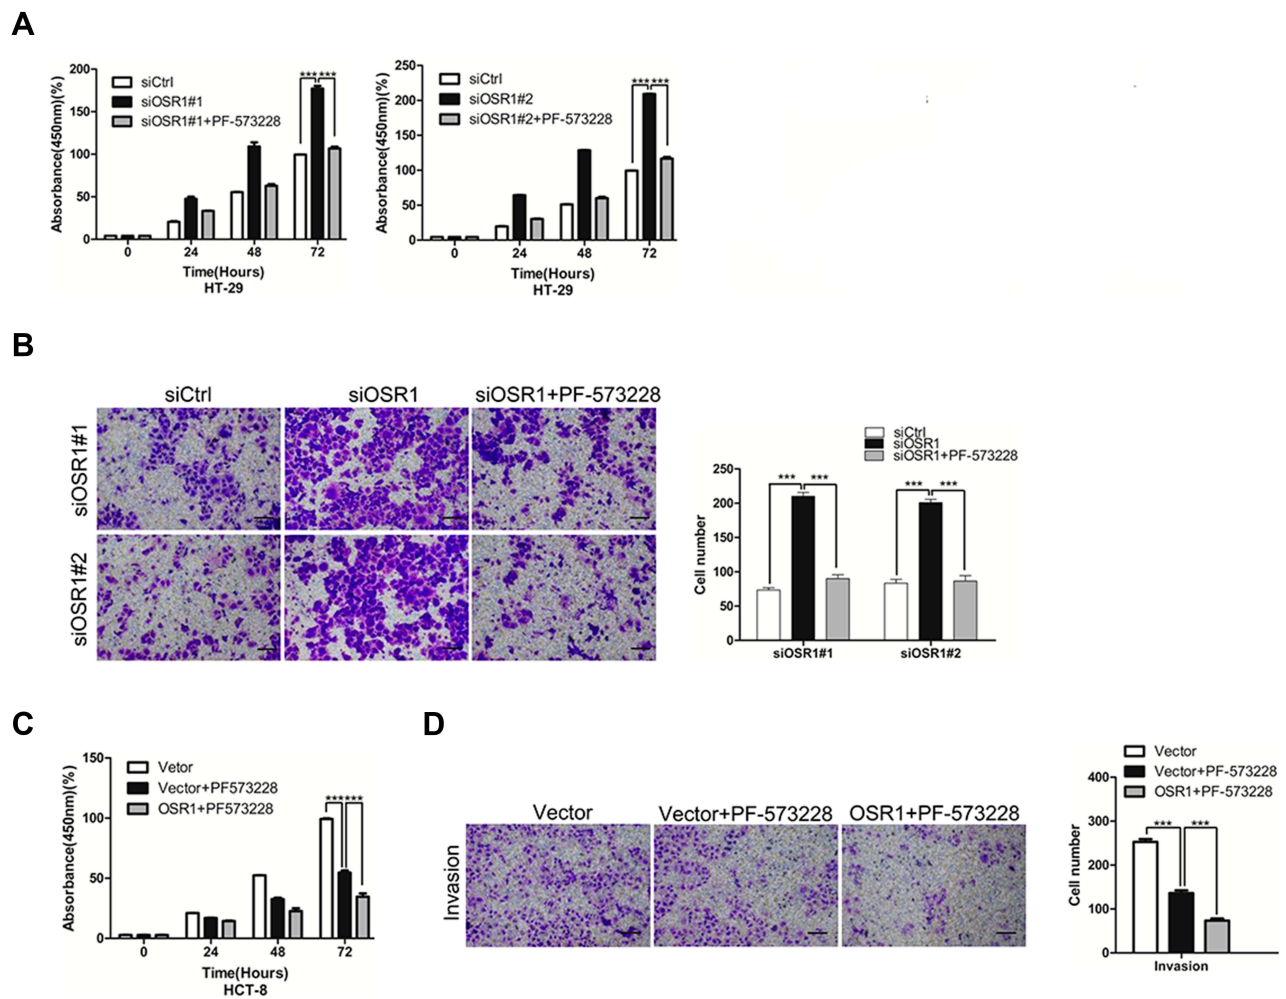 A
200
150
100
50
0
Absorbance(450nm)(%)
siCtrl
siOSR1#1
siOSR1#1+PF-573228
***
***
0 24 48 72
Time(Hours)
HT-29
250
200
150
100
50
0
Absorbance(450nm)(%)
siCtrl
siOSR1#2
siOSR1#2+PF-573228
***
***
0 24 48 72
Time(Hours)
HT-29
B
siCtrl siOSR1 siOSR1+PF-573228
siOSR1#1
siOSR1#2
siCtrl
siOSR1
siOSR1+PF-573228
250
200
150
100
50
0
Cell number
***
***
***
***
siOSR1#1 siOSR1#2
C
150
100
50
0
Absorbance(450nm)(%)
Vetor
Vector+PF573228
OSR1+PF573228
***
***
0 24 48 72
Time(Hours)
HCT-8
D
Vector Vector+PF-573228 OSR1+PF-573228
Invasion
Vector
Vector+PF-573228
OSR1+PF-573228
400
300
200
100
0
Cell number
***
***
Invasion